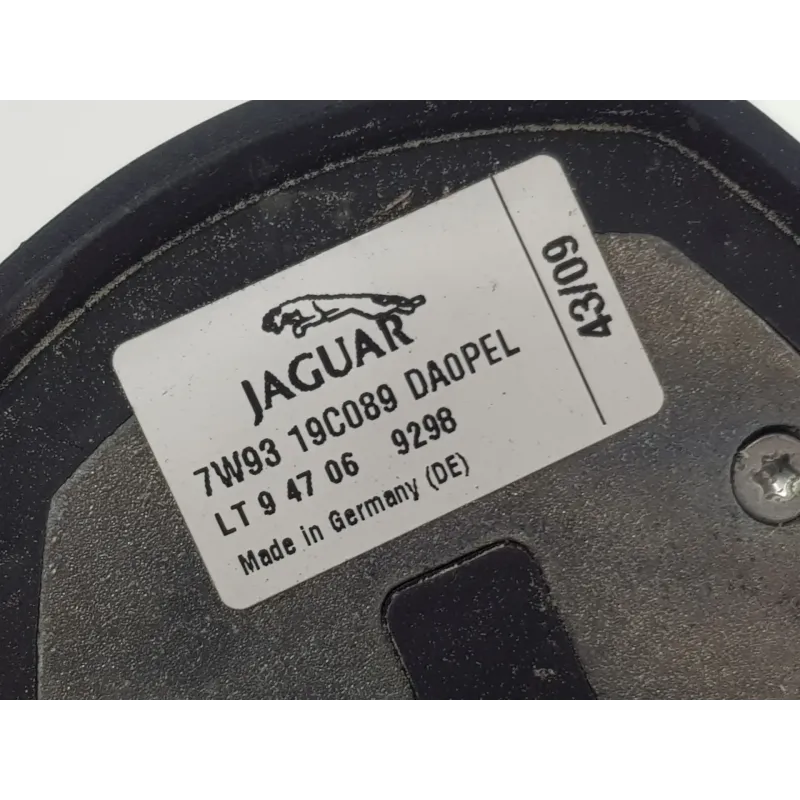 JAGUAR
7W93 19C089 DA0PEL
LT 9 47 06 9298
Made in Germany (DE)
43/09